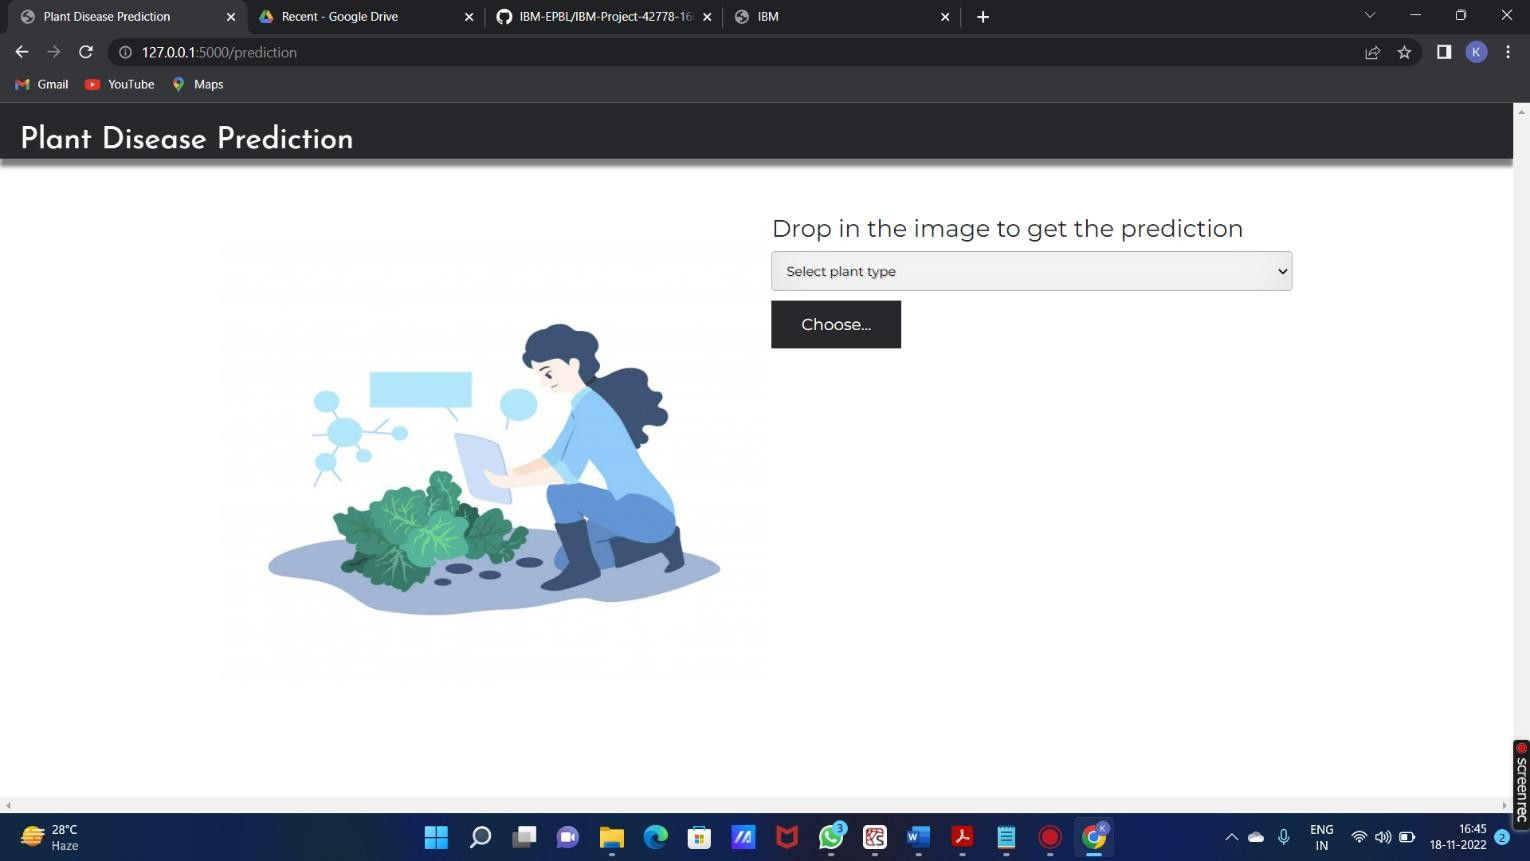 Plant Disease Prediction
Recent - Google Drive
IBM-EPBL/IBM-Project-42778-16
IBM
127.0.0.1:5000/prediction
K
Gmail
YouTube
Maps
Plant Disease Prediction
Drop in the image to get the prediction
Select plant type
Choose...
screenrec
28°C
Haze
3
K
ENG
IN
16:45
18-11-2022
2